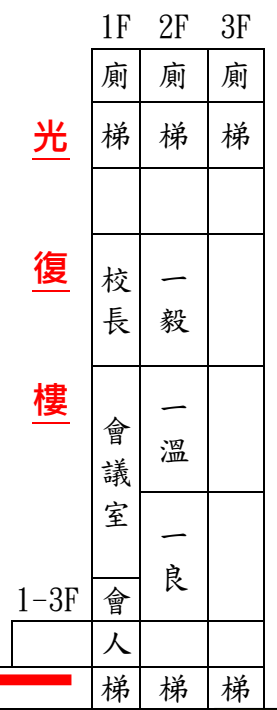 1F 2F 3F
廁 廁 廁
光 梯 梯 梯
復 校長 一毅
樓 會議室 一溫
一良
1-3F 會
人
梯 梯 梯